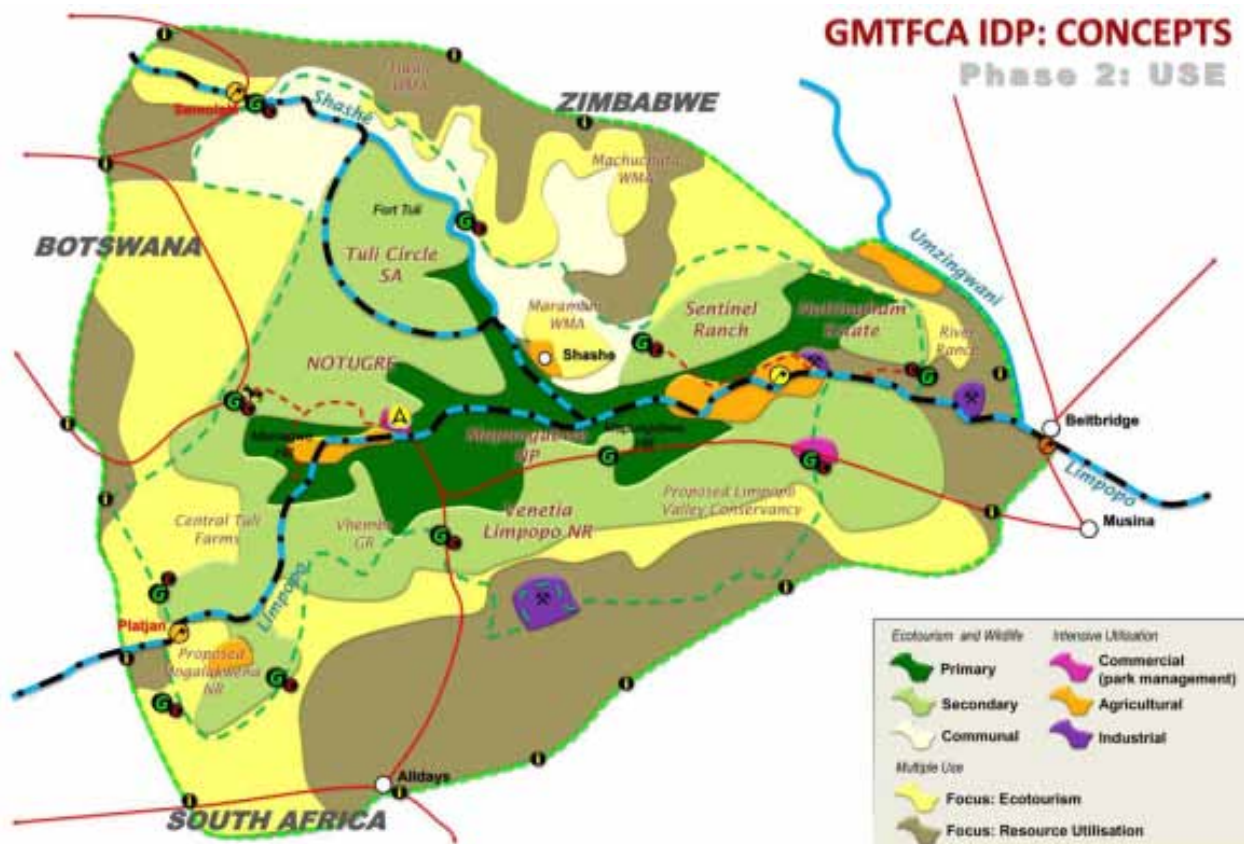 GMTFCA IDP: CONCEPTS
Phase 2: USE
ZIMBABWE
WMA
Shashe
Machuchuta
WMA
Umzingwani
BOTSWANA
Fort Tuli
Tuli Circle
SA
Maramani
WMA
Shashe
Sentinel
Ranch
Nottingham
Estate
River
Ranch
NOTUGRE
Beitbridge
Limpopo
Musina
NP
Central Tuli
Farms
Vhembe
GR
Venetia
Limpopo NR
Proposed Limpopo
Valley Conservancy
Limpopo
Platjan
Proposed
NR
Alldays
SOUTH AFRICA
Ecotourism and Wildlife
Primary
Secondary
Communal
Intensive Utilisation
Commercial
(park management)
Agricultural
Industrial
Multiple Use
Focus: Ecotourism
Focus: Resource Utilisation